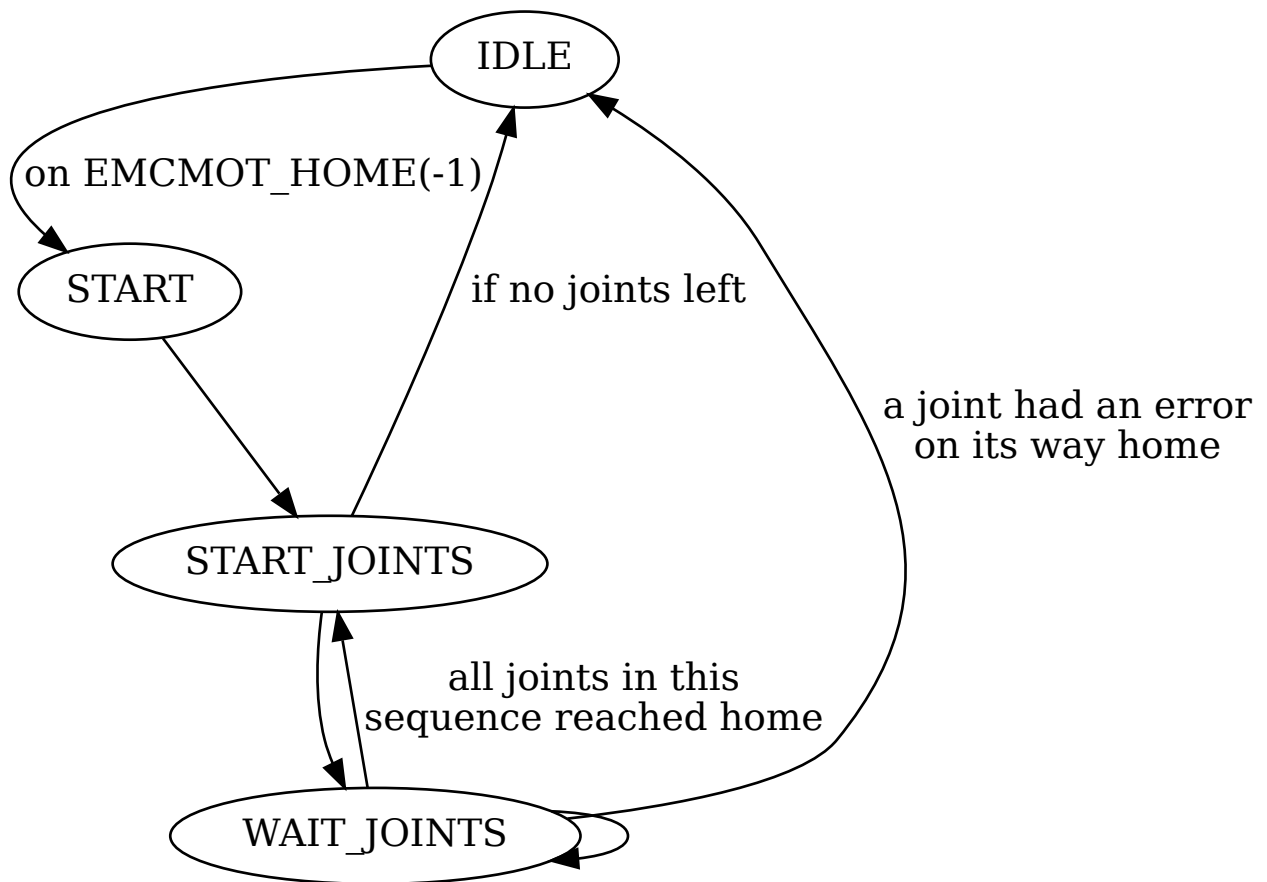 IDLE
on EMCMOT_HOME(-1)
START
if no joints left
a joint had an error
on its way home
START_JOINTS
all joints in this
sequence reached home
WAIT_JOINTS